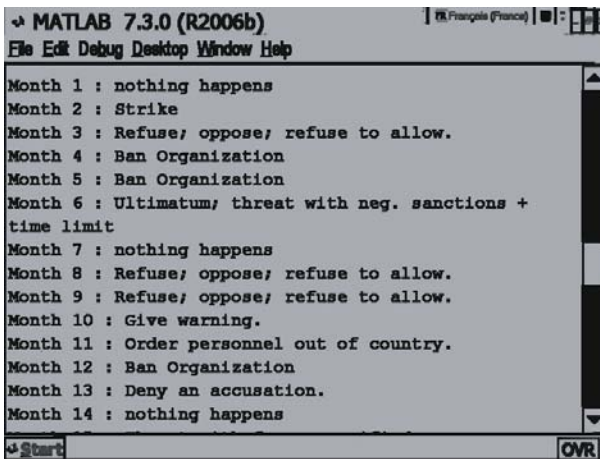 MATLAB 7.3.0 (R2006b)
FR Français (France)
File Edit Debug Desktop Window Help
Month 1 : nothing happens
Month 2 : Strike
Month 3 : Refuse; oppose; refuse to allow.
Month 4 : Ban Organization
Month 5 : Ban Organization
Month 6 : Ultimatum; threat with neg. sanctions +
time limit
Month 7 : nothing happens
Month 8 : Refuse; oppose; refuse to allow.
Month 9 : Refuse; oppose; refuse to allow.
Month 10 : Give warning.
Month 11 : Order personnel out of country.
Month 12 : Ban Organization
Month 13 : Deny an accusation.
Month 14 : nothing happens
Start
OVR